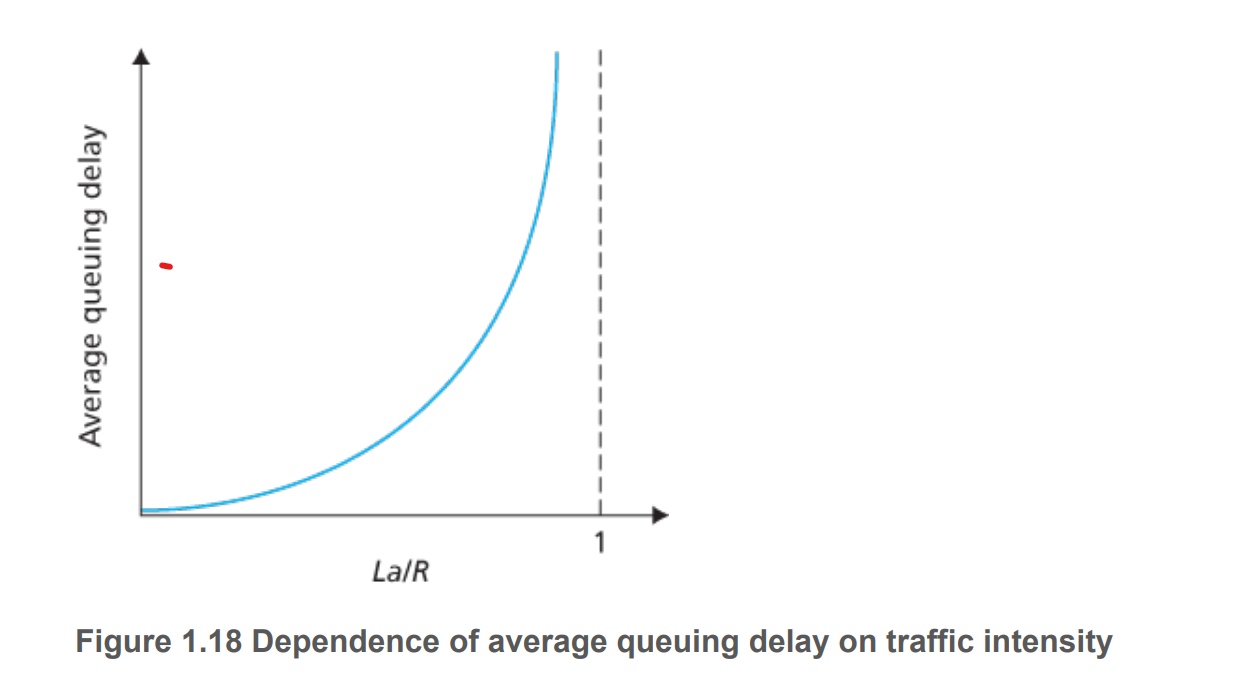 Average queuing delay
1
La/R
Figure 1.18 Dependence of average queuing delay on traffic intensity